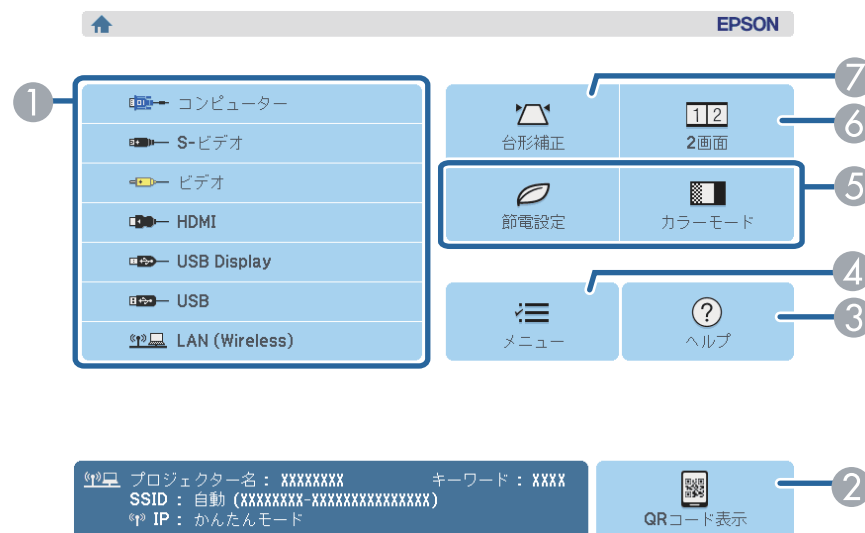 EPSON
1
コンピューター
S-ビデオ
ビデオ
HDMI
USB Display
USB
LAN (Wireless)
台形補正
7
1 2
2画面
6
節電設定
カラーモード
5
メニュー
4
?
ヘルプ
3
プロジェクター名 : XXXXXXXX キーワード : XXXX
SSID : 自動 (XXXXXXXX-XXXXXXXXXXXXXXX)
IP : かんたんモード
QRコード表示
2